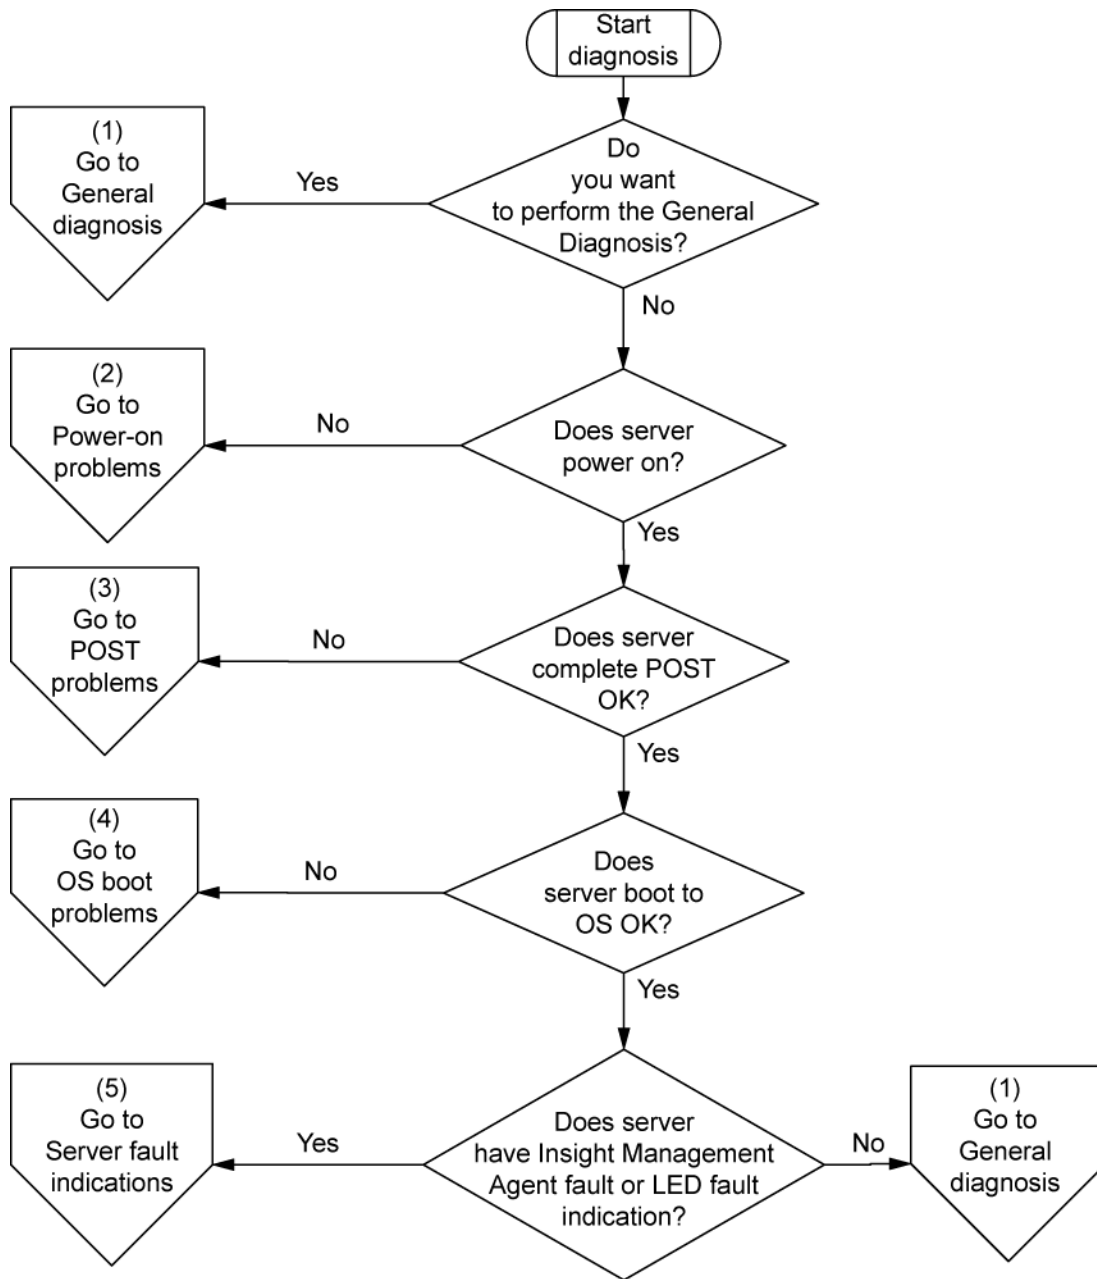 Start
diagnosis
Do
you want
to perform the General
Diagnosis?
Yes
(1)
Go to
General
diagnosis
No
Does server
power on?
No
(2)
Go to
Power-on
problems
Yes
Does server
complete POST
OK?
No
(3)
Go to
POST
problems
Yes
Does
server boot to
OS OK?
No
(4)
Go to
OS boot
problems
Yes
Does server
have Insight Management
Agent fault or LED fault
indication?
Yes
(5)
Go to
Server fault
indications
No
(1)
Go to
General
diagnosis